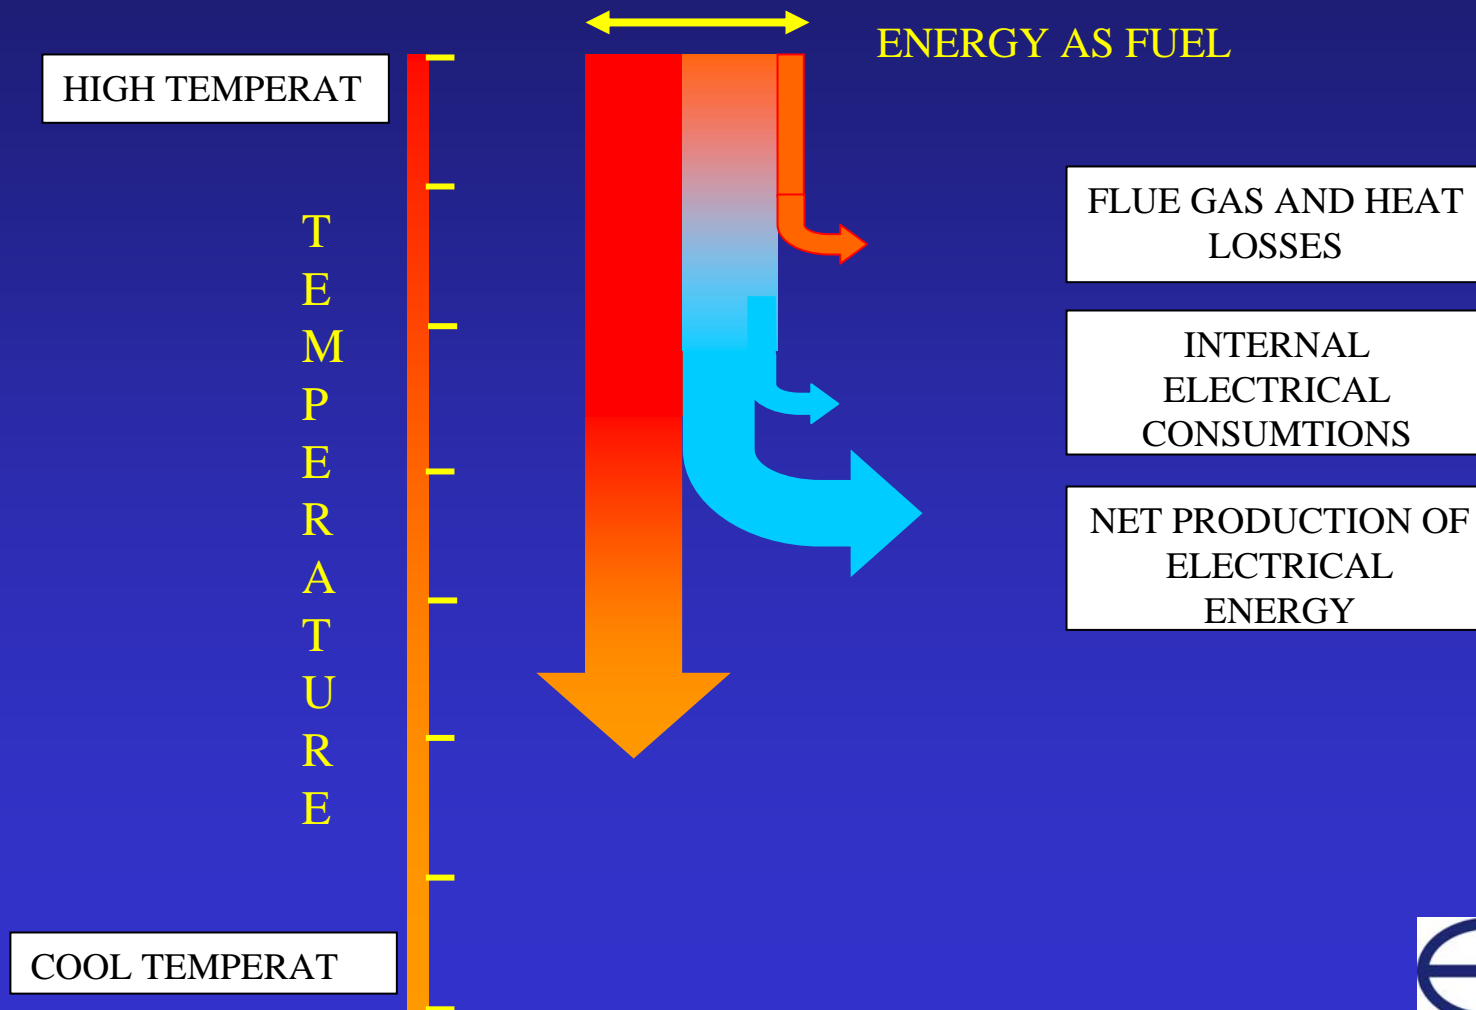 ENERGY AS FUEL
HIGH TEMPERAT
FLUE GAS AND HEAT
LOSSES
T
E
M
P
E
R
A
T
U
R
E
INTERNAL
ELECTRICAL
CONSUMTIONS
NET PRODUCTION OF
ELECTRICAL
ENERGY
COOL TEMPERAT